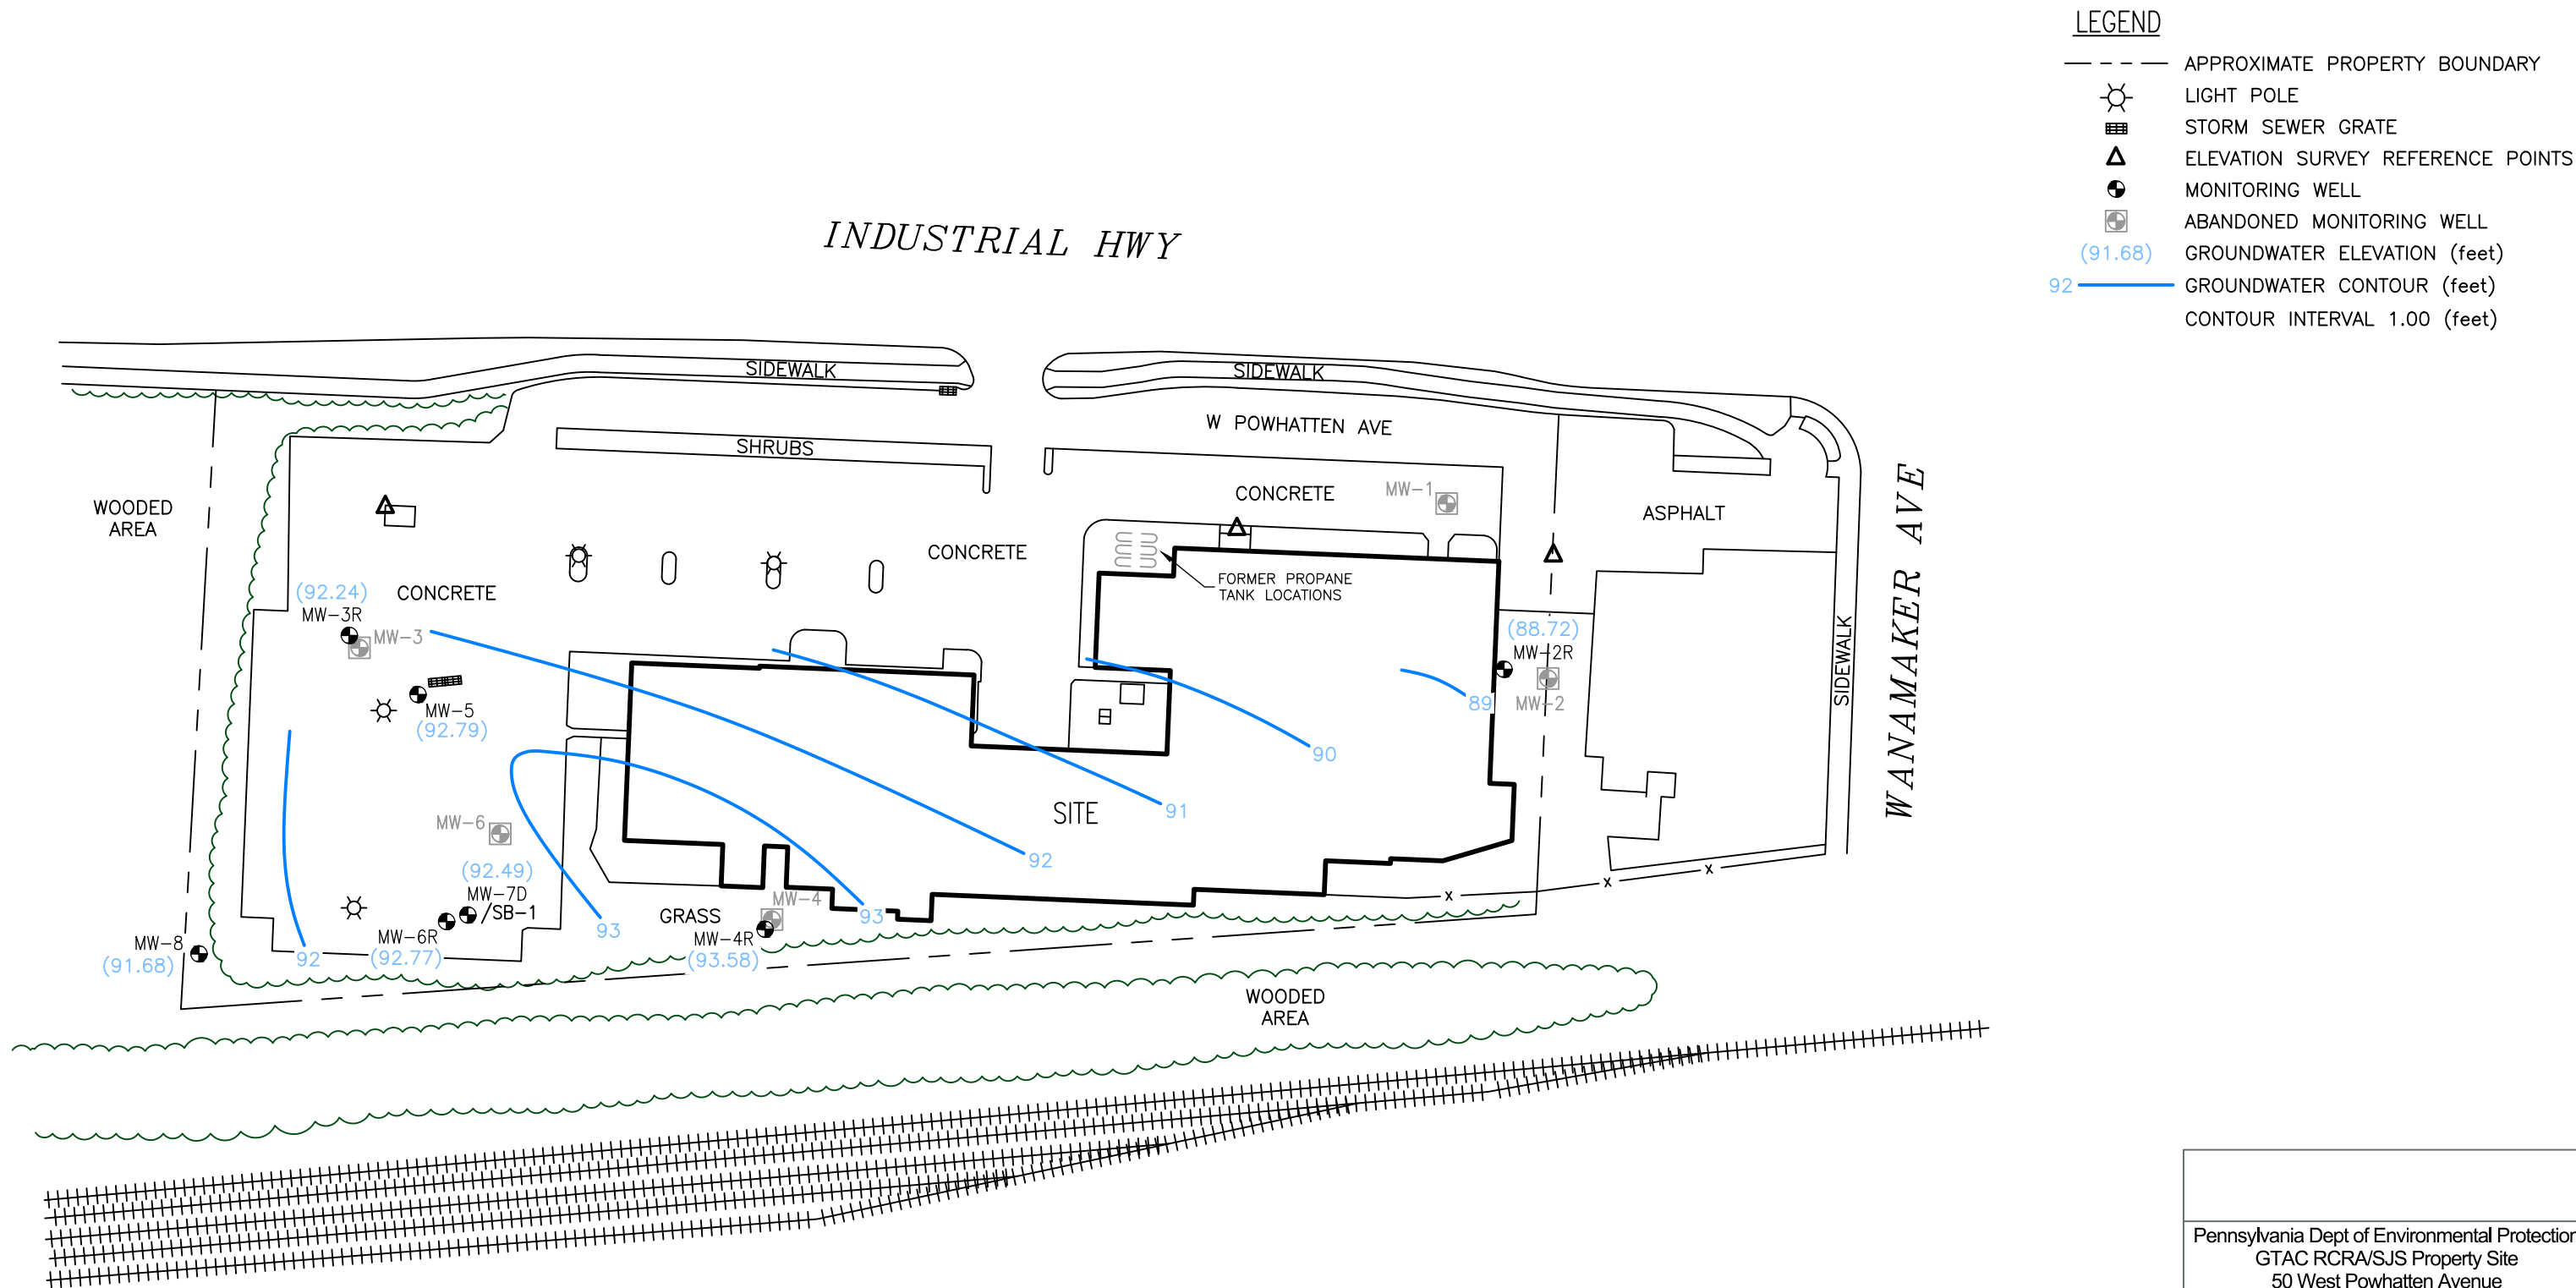 LEGEND
APPROXIMATE PROPERTY BOUNDARY
LIGHT POLE
STORM SEWER GRATE
ELEVATION SURVEY REFERENCE POINTS
MONITORING WELL
ABANDONED MONITORING WELL
(91.68) GROUNDWATER ELEVATION (feet)
92 GROUNDWATER CONTOUR (feet)
CONTOUR INTERVAL 1.00 (feet)
INDUSTRIAL HWY
SIDEWALK
SIDEWALK
W POWHATTEN AVE
SHRUBS
WOODED
AREA
CONCRETE
MW-1
ASPHALT
CONCRETE
FORMER PROPANE
TANK LOCATIONS
(92.24)
MW-3R
CONCRETE
MW-3
(88.72)
MW-2R
MW-2
SIDEWALK
WANAMAKER AVE
MW-5
(92.79)
89
90
91
SITE
92
MW-6
(92.49)
MW-7D
/SB-1
MW-6R
(92.77)
MW-8
(91.68)
92
93
GRASS
MW-4
93
MW-4R
(93.58)
X
X
X
WOODED
AREA
Pennsylvania Dept of Environmental Protection
GTAC RCRA/SJS Property Site
50 West Powhatten Avenue